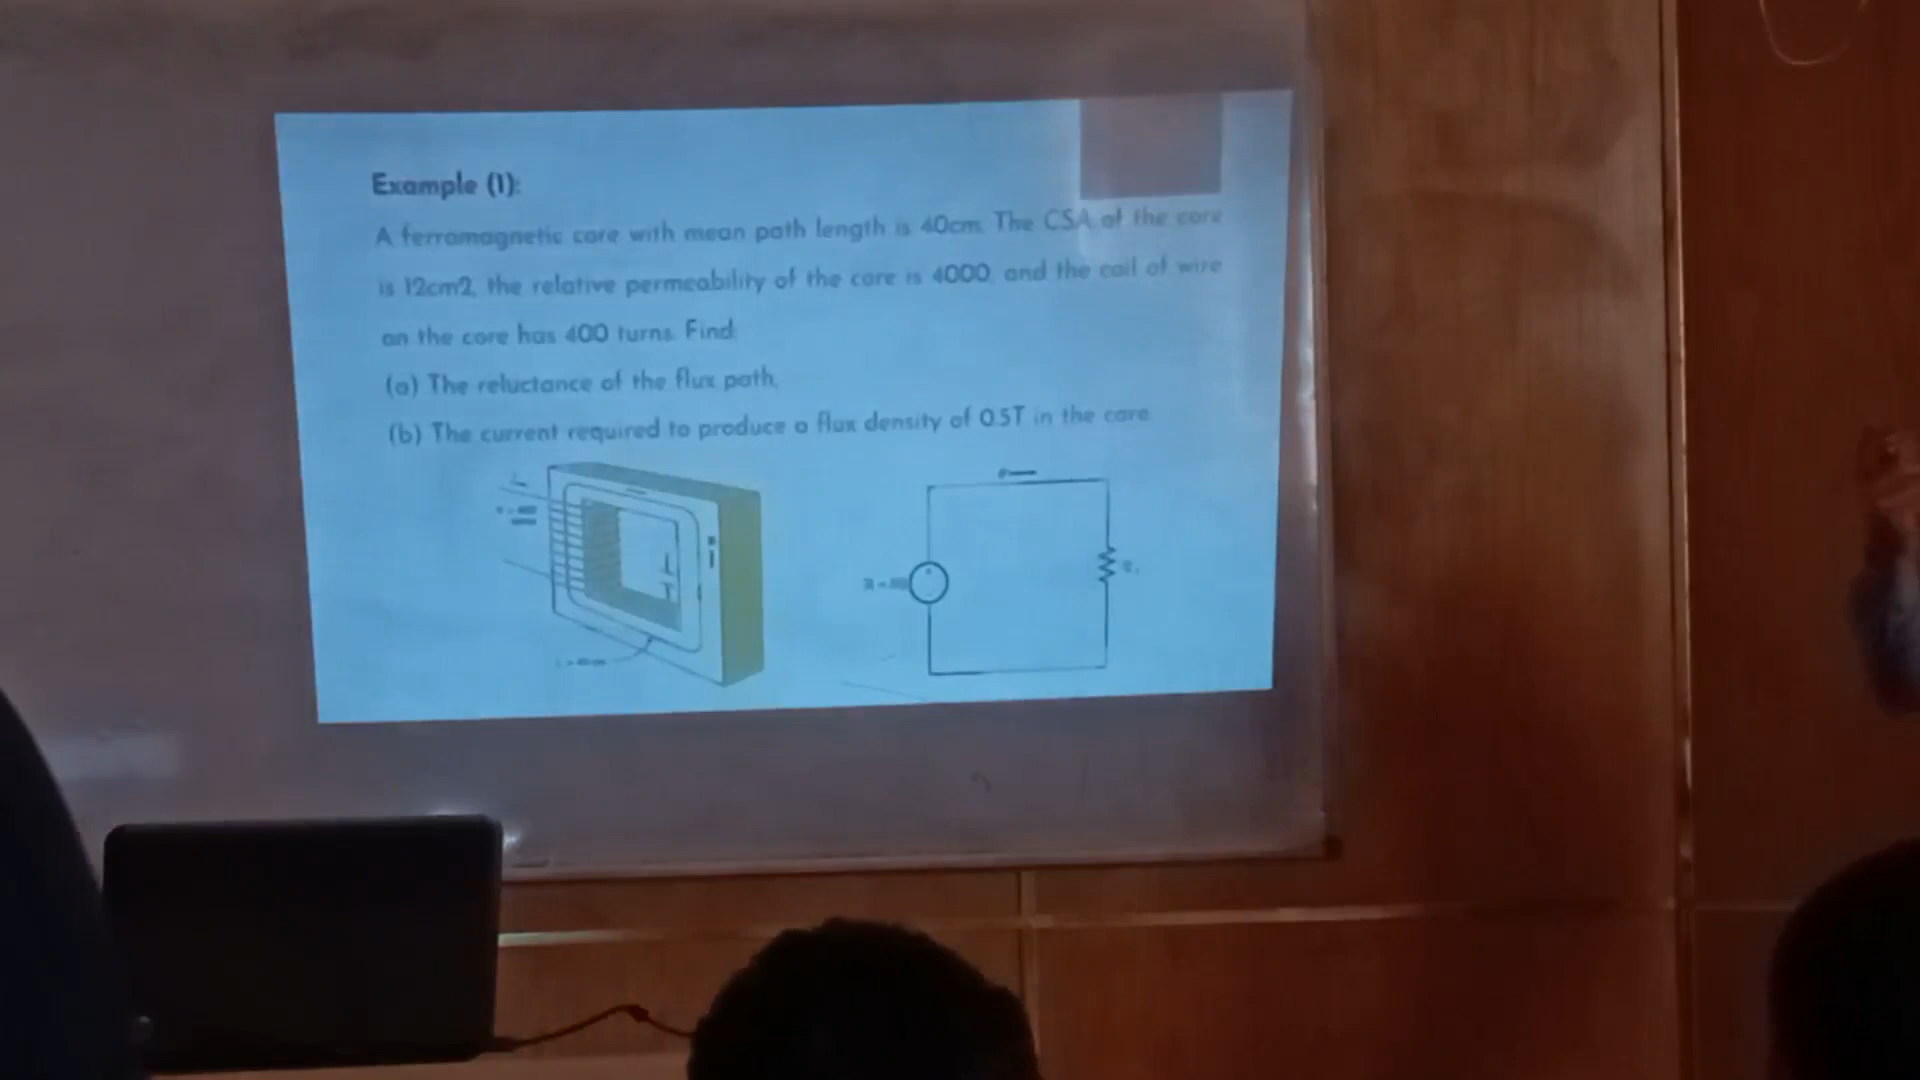 Example (1):
A ferromagnetic core with mean path length is 40cm. The CSA of the core
is 12cm2, the relative permeability of the core is 4000, and the coil of wire
on the core has 400 turns. Find:
(a) The reluctance of the flux path,
(b) The current required to produce a flux density of 0.5T in the core